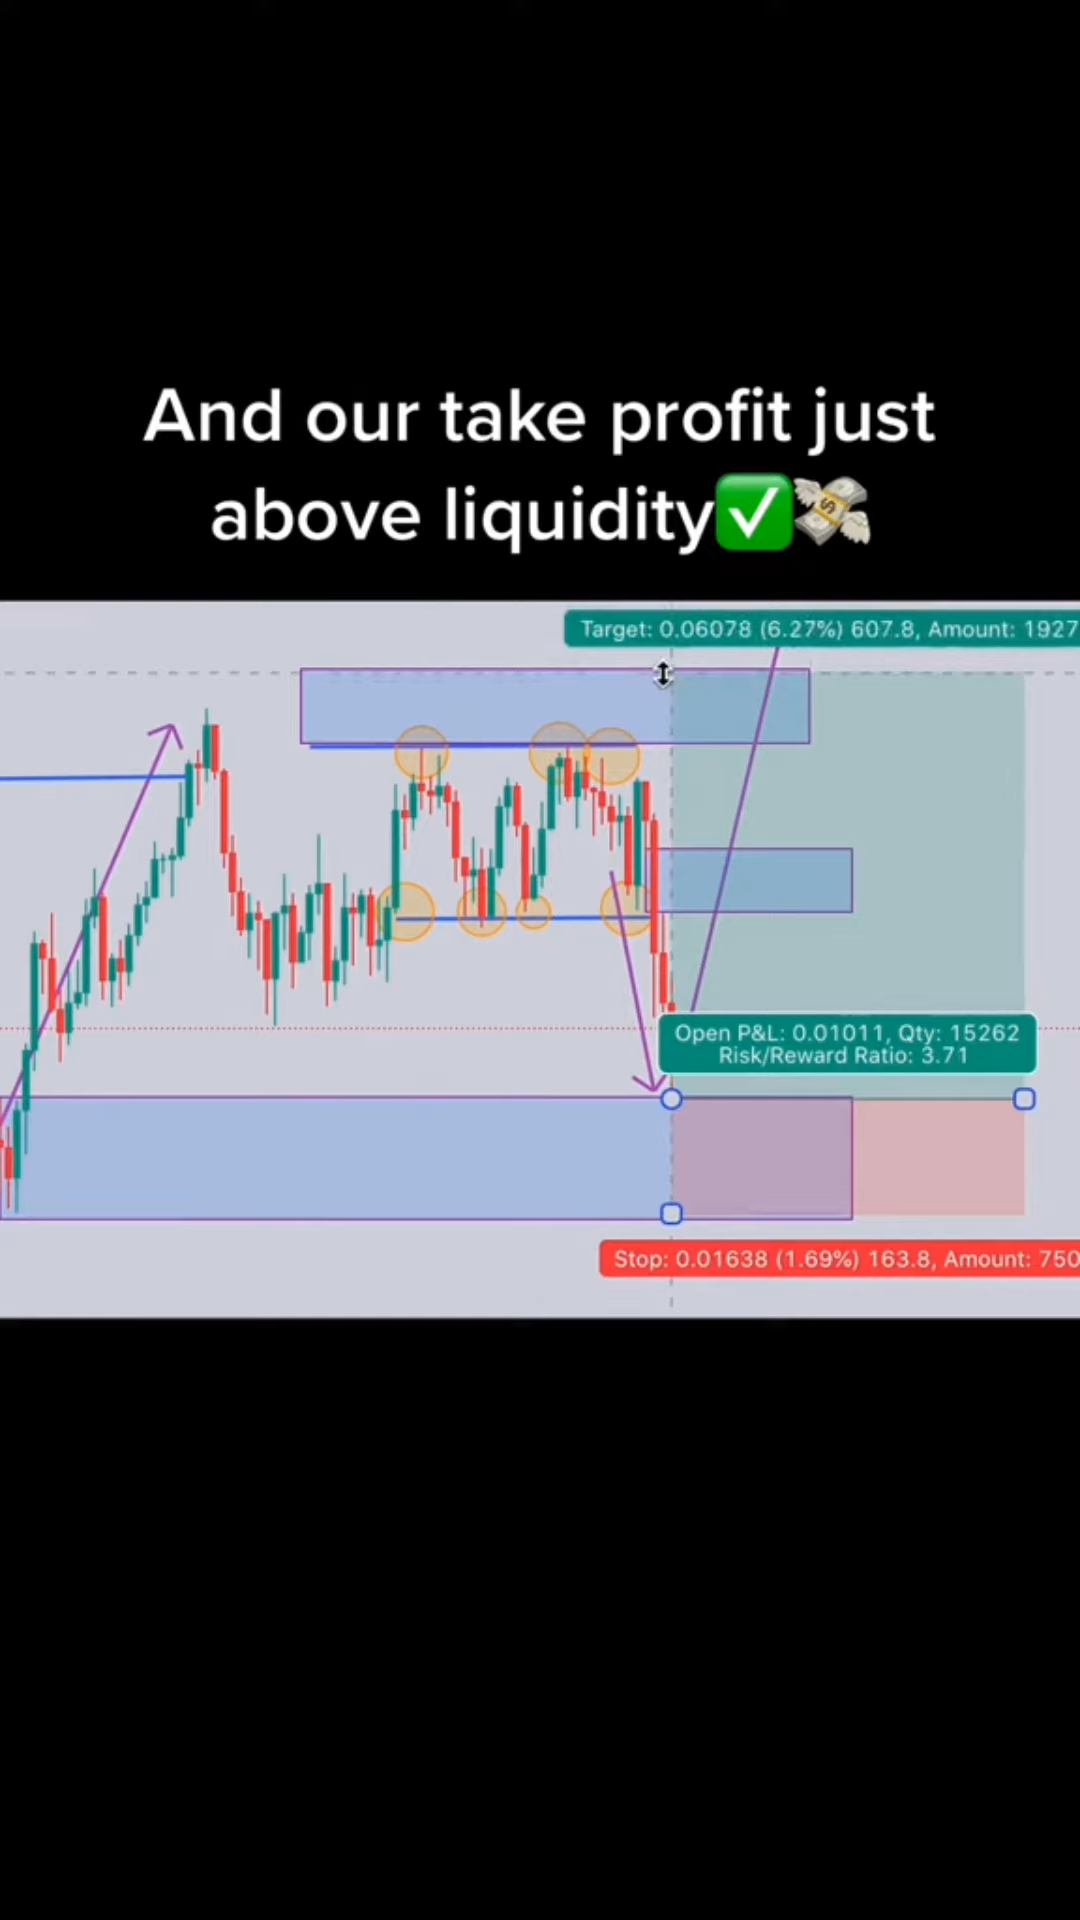 And our take profit just
above liquidity✅💸
Target: 0.06078 (6.27%) 607.8, Amount: 1927
Open P&L: 0.01011, Qty: 15262
Risk/Reward Ratio: 3.71
Stop: 0.01638 (1.69%) 163.8, Amount: 750